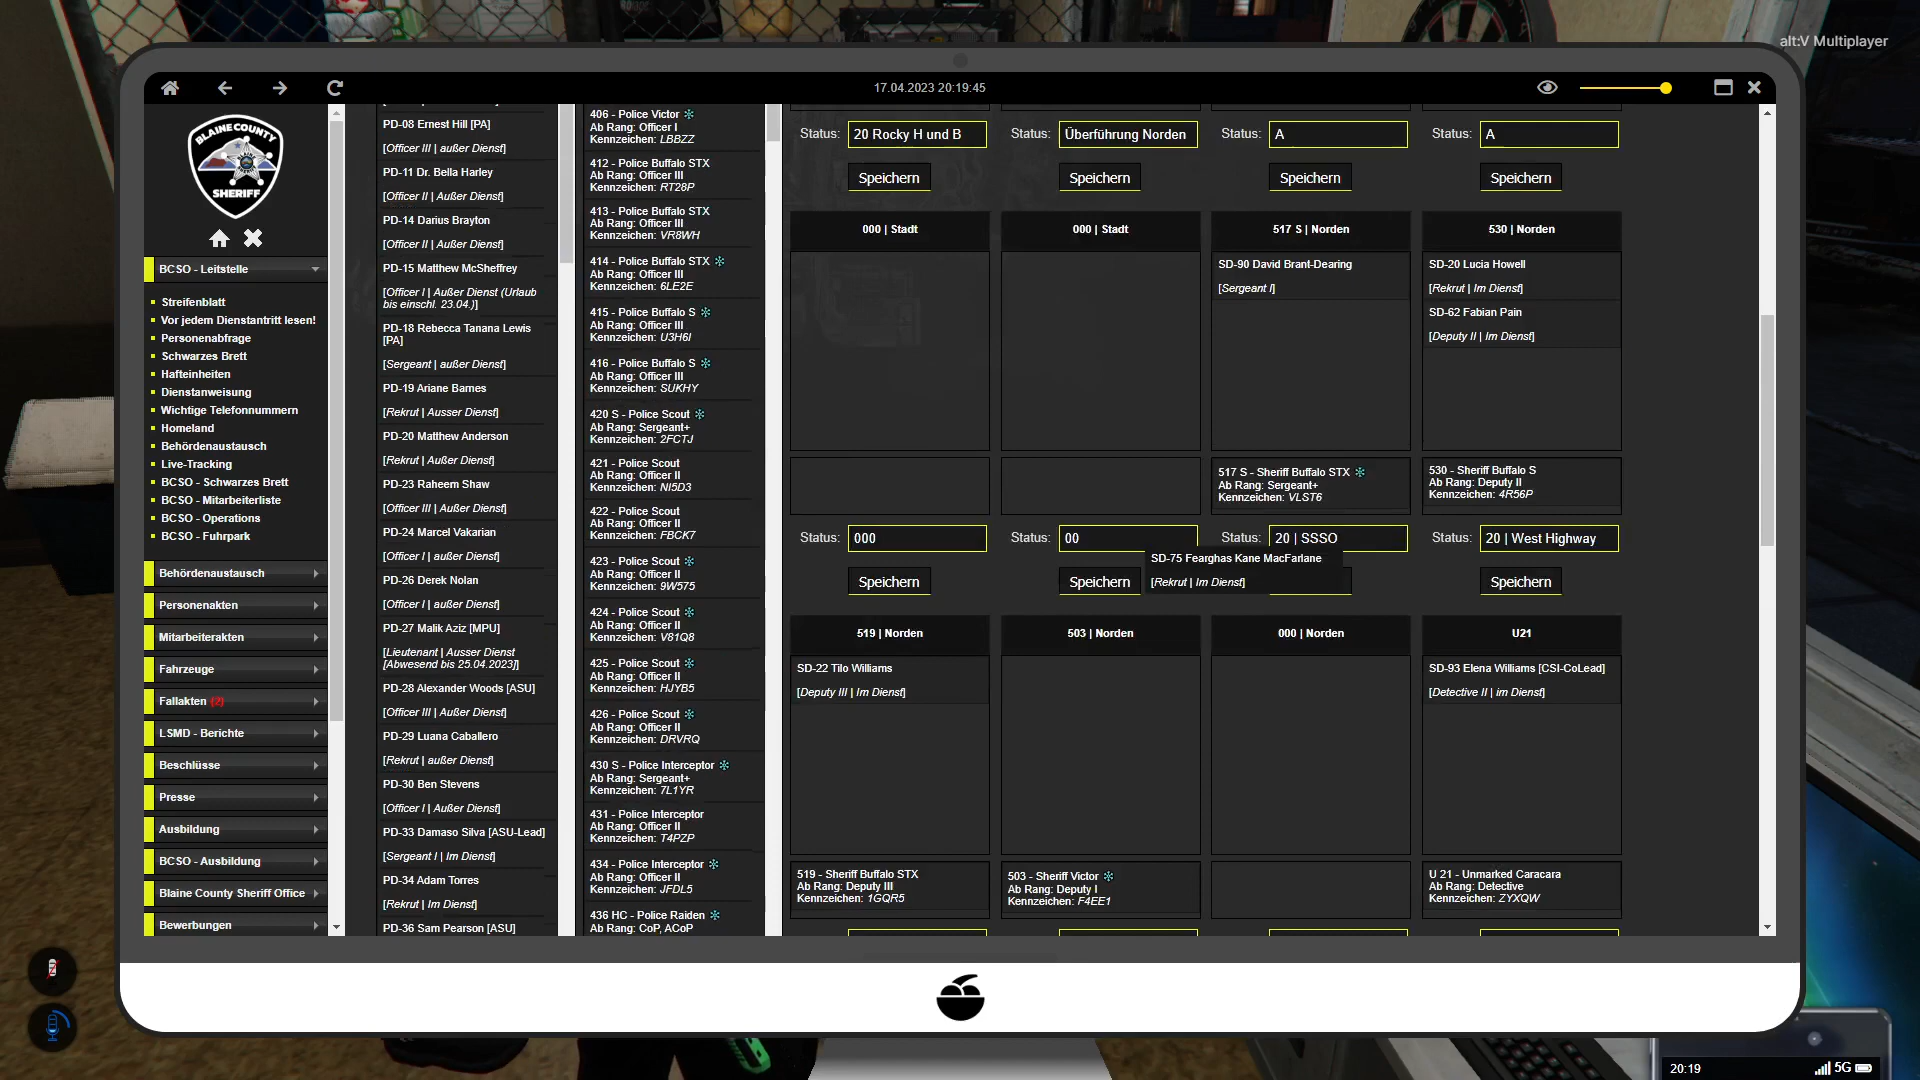 alt:V Multiplayer
17.04.2023 20:19:45
BLAINE COUNTY
SHERIFF
BCSO - Leitstelle
Streifenblatt
Vor jedem Dienstantritt lesen!
Personenabfrage
Schwarzes Brett
Hafteinheiten
Dienstanweisung
Wichtige Telefonnummern
Homeland
Behördenaustausch
Live-Tracking
BCSO - Schwarzes Brett
BCSO - Mitarbeiterliste
BCSO - Operations
BCSO - Fuhrpark
Behördenaustausch
Personenakten
Mitarbeiterakten
Fahrzeuge
Fallakten (2)
LSMD - Berichte
Beschlüsse
Presse
Ausbildung
BCSO - Ausbildung
Blaine County Sheriff Office
Bewerbungen
PD-08 Ernest Hill [PA]
[Officer III | außer Dienst]
PD-11 Dr. Bella Harley
[Officer II | Außer Dienst]
PD-14 Darius Brayton
[Officer II | Außer Dienst]
PD-15 Matthew McSheffrey
[Officer I | Außer Dienst (Urlaub
bis einschl. 23.04.)]
PD-18 Rebecca Tanana Lewis
[PA]
[Sergeant | außer Dienst]
PD-19 Ariane Barnes
[Rekrut | Ausser Dienst]
PD-20 Matthew Anderson
[Rekrut | Außer Dienst]
PD-23 Raheem Shaw
[Officer III | Außer Dienst]
PD-24 Marcel Vakarian
[Officer I | außer Dienst]
PD-26 Derek Nolan
[Officer I | außer Dienst]
PD-27 Malik Aziz [MPU]
[Lieutenant | Ausser Dienst
[Abwesend bis 25.04.2023]]
PD-28 Alexander Woods [ASU]
[Officer III | Außer Dienst]
PD-29 Luana Caballero
[Rekrut | außer Dienst]
PD-30 Ben Stevens
[Officer I | Außer Dienst]
PD-33 Damaso Silva [ASU-Lead]
[Sergeant I | Im Dienst]
PD-34 Adam Torres
[Rekrut | Im Dienst]
PD-36 Sam Pearson [ASU]
406 - Police Victor
Ab Rang: Officer I
Kennzeichen: LBBZZ
412 - Police Buffalo STX
Ab Rang: Officer III
Kennzeichen: RT28P
413 - Police Buffalo STX
Ab Rang: Officer III
Kennzeichen: VR8WH
414 - Police Buffalo STX
Ab Rang: Officer III
Kennzeichen: 6LE2E
415 - Police Buffalo S
Ab Rang: Officer III
Kennzeichen: U3H6I
416 - Police Buffalo S
Ab Rang: Officer III
Kennzeichen: SUKHY
420 S - Police Scout
Ab Rang: Sergeant+
Kennzeichen: 2FCTJ
421 - Police Scout
Ab Rang: Officer II
Kennzeichen: NI5D3
422 - Police Scout
Ab Rang: Officer II
Kennzeichen: FBCK7
423 - Police Scout
Ab Rang: Officer II
Kennzeichen: 9W575
424 - Police Scout
Ab Rang: Officer II
Kennzeichen: V81Q8
425 - Police Scout
Ab Rang: Officer II
Kennzeichen: HJYB5
426 - Police Scout
Ab Rang: Officer II
Kennzeichen: DRVRQ
430 S - Police Interceptor
Ab Rang: Sergeant+
Kennzeichen: 7L1YR
431 - Police Interceptor
Ab Rang: Officer II
Kennzeichen: T4PZP
434 - Police Interceptor
Ab Rang: Officer II
Kennzeichen: JFDL5
436 HC - Police Raiden
Ab Rang: CoP, ACoP
Status: 20 Rocky H und B
Status: Überführung Norden
Status: A
Status: A
Speichern
Speichern
Speichern
Speichern
000 | Stadt
000 | Stadt
517 S | Norden
SD-90 David Brant-Dearing
[Sergeant I]
530 | Norden
SD-20 Lucia Howell
[Rekrut | Im Dienst]
SD-62 Fabian Pain
[Deputy II | Im Dienst]
517 S - Sheriff Buffalo STX
Ab Rang: Sergeant+
Kennzeichen: VLST6
530 - Sheriff Buffalo S
Ab Rang: Deputy II
Kennzeichen: 4R56P
Status: 000
Status: 00
Status: 20 | SSSO
Status: 20 | West Highway
SD-75 Fearghas Kane MacFarlane
[Rekrut | Im Dienst]
Speichern
Speichern
Speichern
519 | Norden
SD-22 Tilo Williams
[Deputy III | Im Dienst]
503 | Norden
000 | Norden
U21
SD-93 Elena Williams [CSI-CoLead]
[Detective II | im Dienst]
519 - Sheriff Buffalo STX
Ab Rang: Deputy III
Kennzeichen: 1GQR5
503 - Sheriff Victor
Ab Rang: Deputy I
Kennzeichen: F4EE1
U 21 - Unmarked Caracara
Ab Rang: Detective
Kennzeichen: ZYXQW
20:19
5G